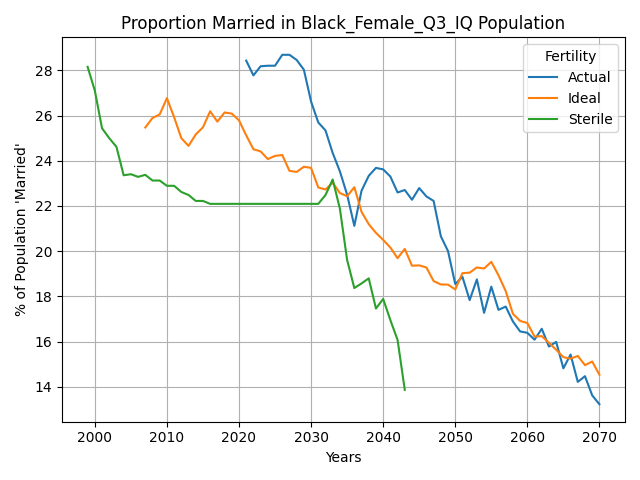 Proportion Married in Black_Female_Q3_IQ Population
Fertility
Actual
Ideal
Sterile
% of Population 'Married'
28
26
24
22
20
18
16
14
2000 2010 2020 2030 2040 2050 2060 2070
Years